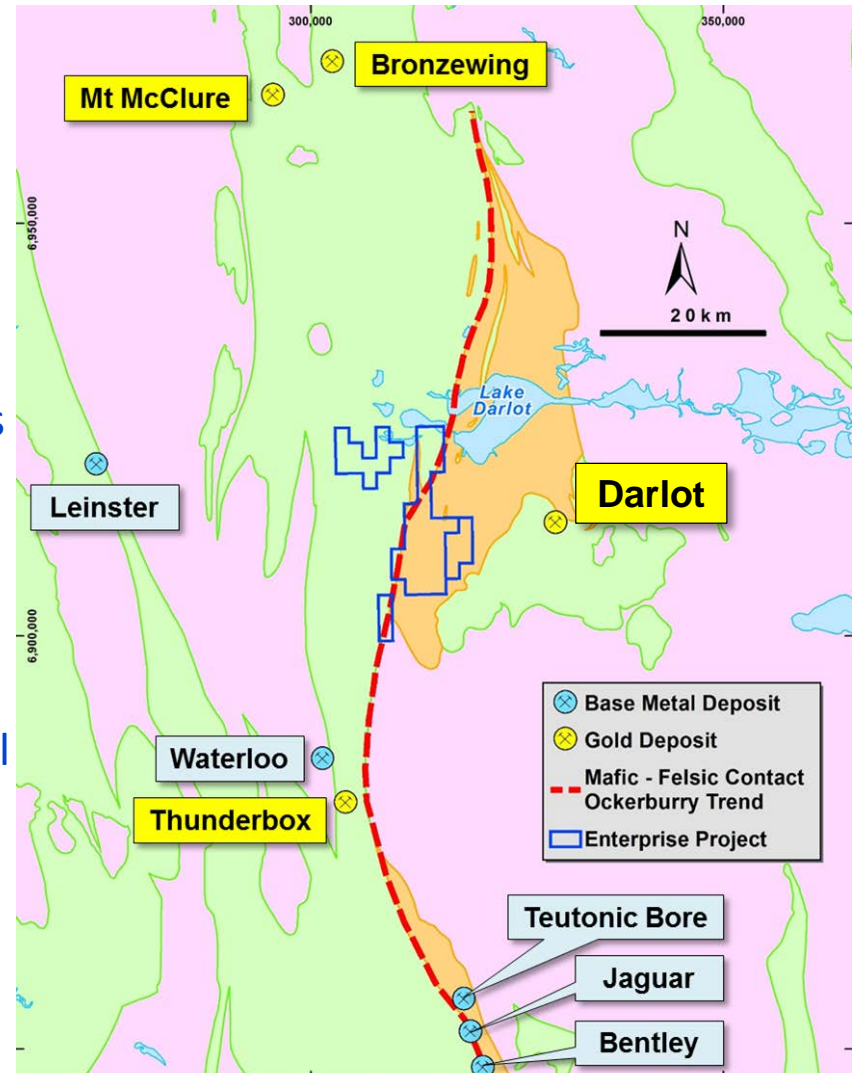 300,000
350,000
Bronzewing
Mt McClure
6,950,000
N
20 km
Lake
Darlot
s
Leinster
Darlot
6,900,000
l
Base Metal Deposit
Gold Deposit
Mafic - Felsic Contact
Ockerburry Trend
Enterprise Project
Waterloo
Thunderbox
Teutonic Bore
Jaguar
Bentley